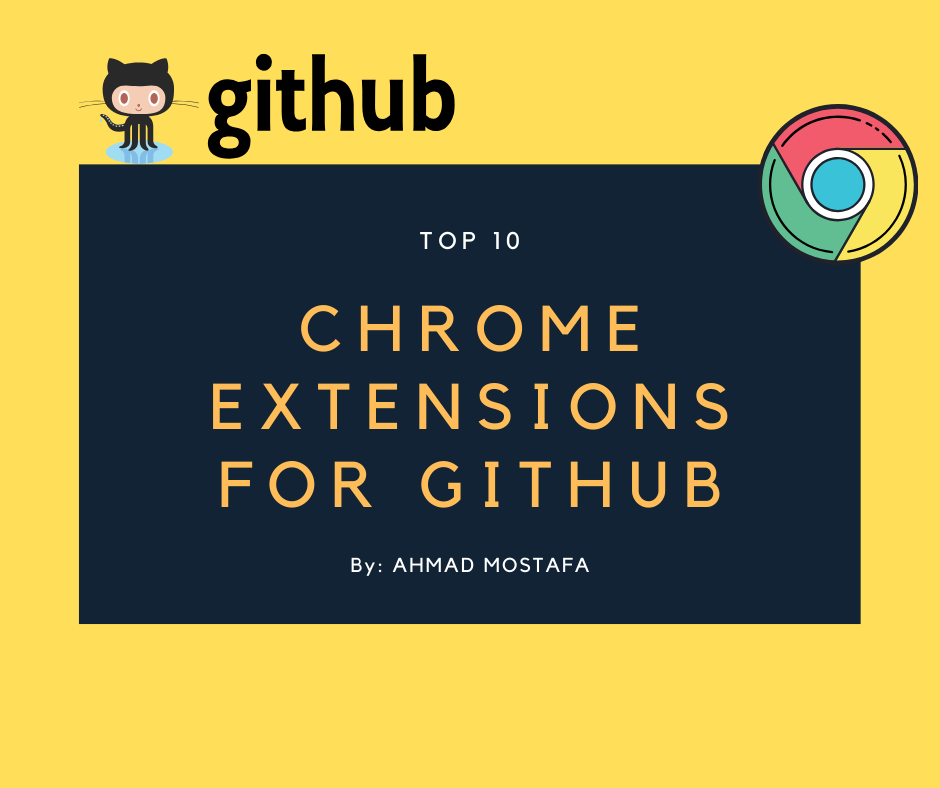 github
TOP 10
CHROME
EXTENSIONS
FOR GITHUB
By: AHMAD MOSTAFA